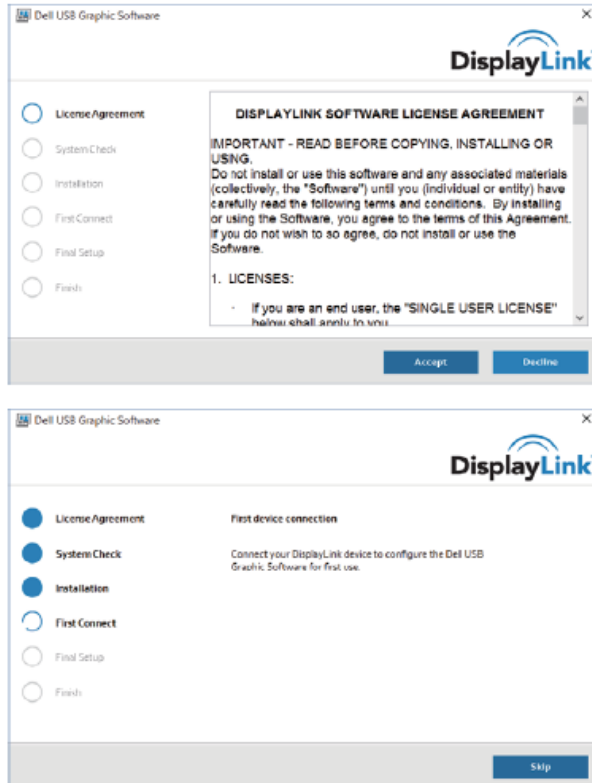 Dell USB Graphic Software
DisplayLink
License Agreement
System Check
Installation
First Connect
Final Setup
Finish
DISPLAYLINK SOFTWARE LICENSE AGREEMENT
IMPORTANT - READ BEFORE COPYING, INSTALLING OR
USING.
Do not install or use this software and any associated materials
(collectively, the "Software") until you (individual or entity) have
carefully read the following terms and conditions. By installing
or using the Software, you agree to the terms of this Agreement.
If you do not wish to so agree, do not install or use the
Software.
1. LICENSES:
· If you are an end user, the "SINGLE USER LICENSE"
below shall apply to you
Accept
Decline
Dell USB Graphic Software
DisplayLink
License Agreement
System Check
Installation
First Connect
Final Setup
Finish
First device connection
Connect your DisplayLink device to configure the Dell USB
Graphic Software for first use.
Skip